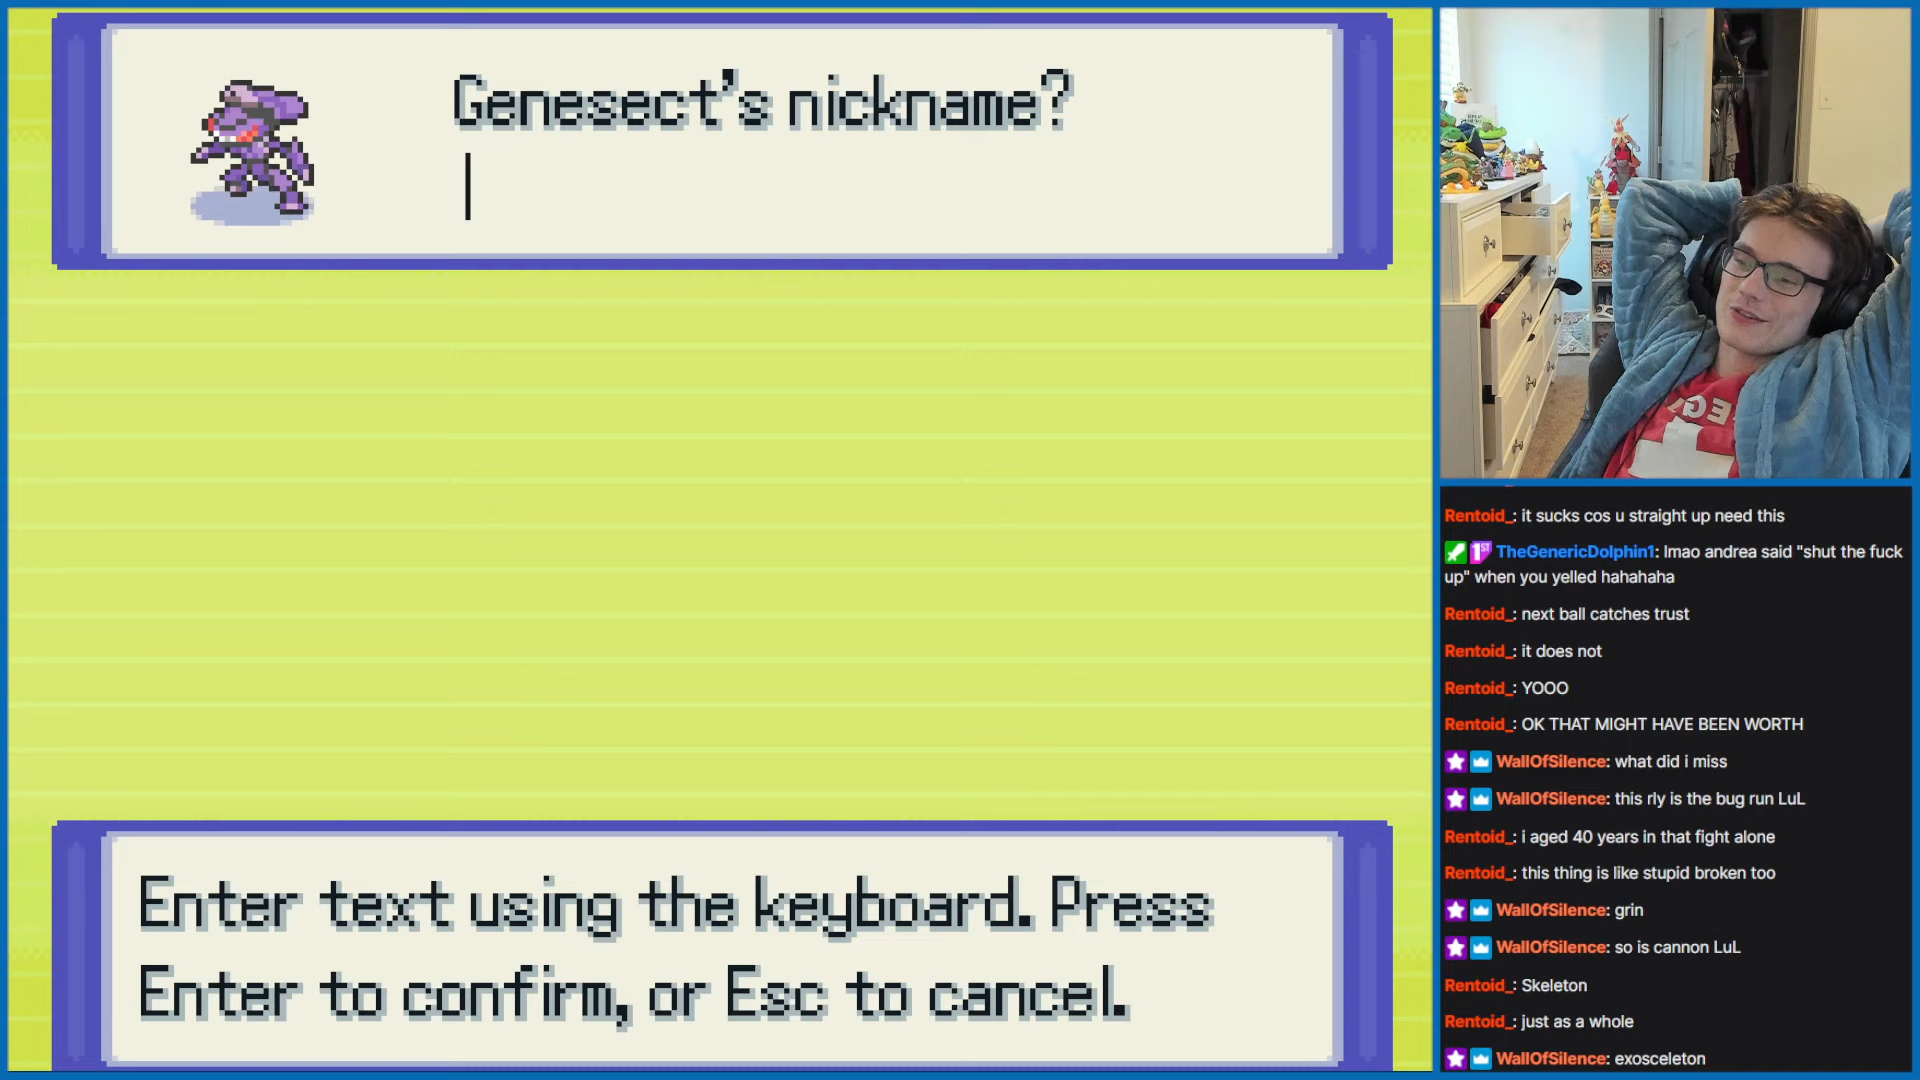 Genesect's nickname?
Enter text using the keyboard. Press
Enter to confirm, or Esc to cancel.
Rentoid_: it sucks cos u straight up need this
1ST TheGenericDolphin1: lmao andrea said "shut the fuck
up" when you yelled hahahaha
Rentoid_: next ball catches trust
Rentoid_: it does not
Rentoid_: YOOO
Rentoid_: OK THAT MIGHT HAVE BEEN WORTH
WallOfSilence: what did i miss
WallOfSilence: this rly is the bug run LuL
Rentoid_: i aged 40 years in that fight alone
Rentoid_: this thing is like stupid broken too
WallOfSilence: grin
WallOfSilence: so is cannon LuL
Rentoid_: Skeleton
Rentoid_: just as a whole
WallOfSilence: exosceleton